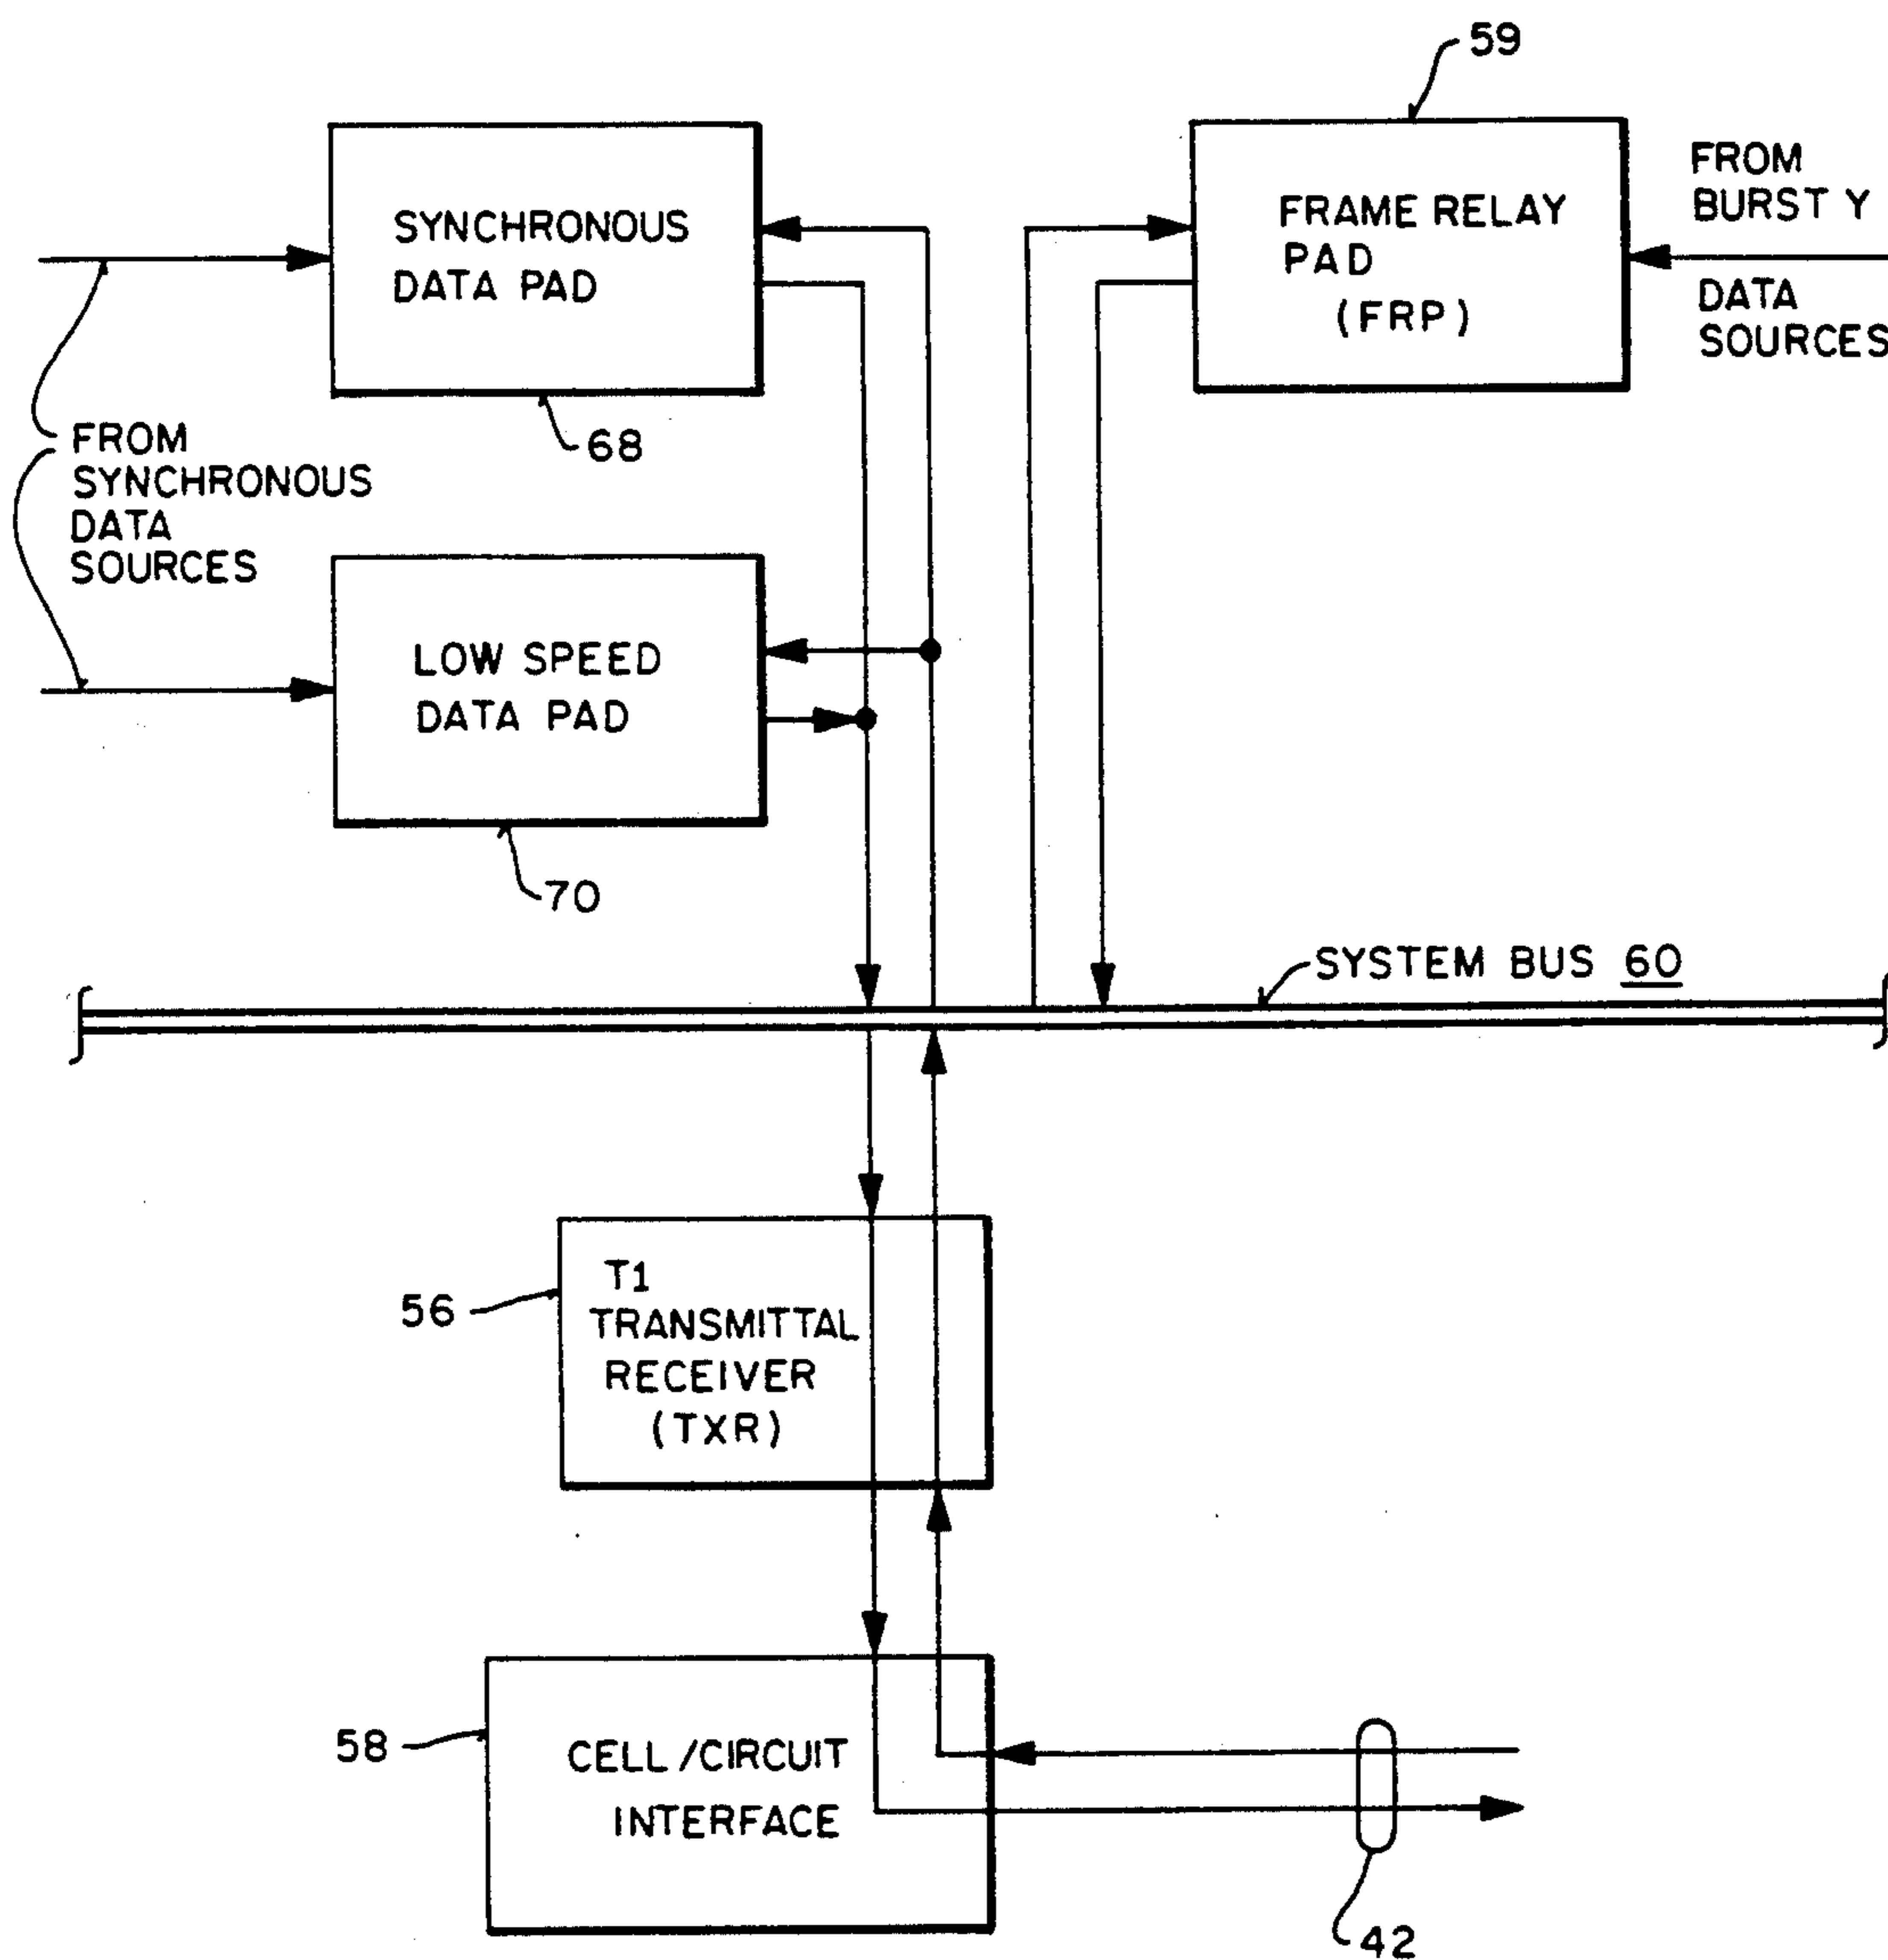 59
SYNCHRONOUS
DATA PAD
FRAME RELAY
PAD
(FRP)
FROM
BURST Y
DATA
SOURCES
68
FROM
SYNCHRONOUS
DATA
SOURCES
LOW SPEED
DATA PAD
70
SYSTEM BUS 60
56
T1
TRANSMITTAL
RECEIVER
(TXR)
58
CELL/CIRCUIT
INTERFACE
42